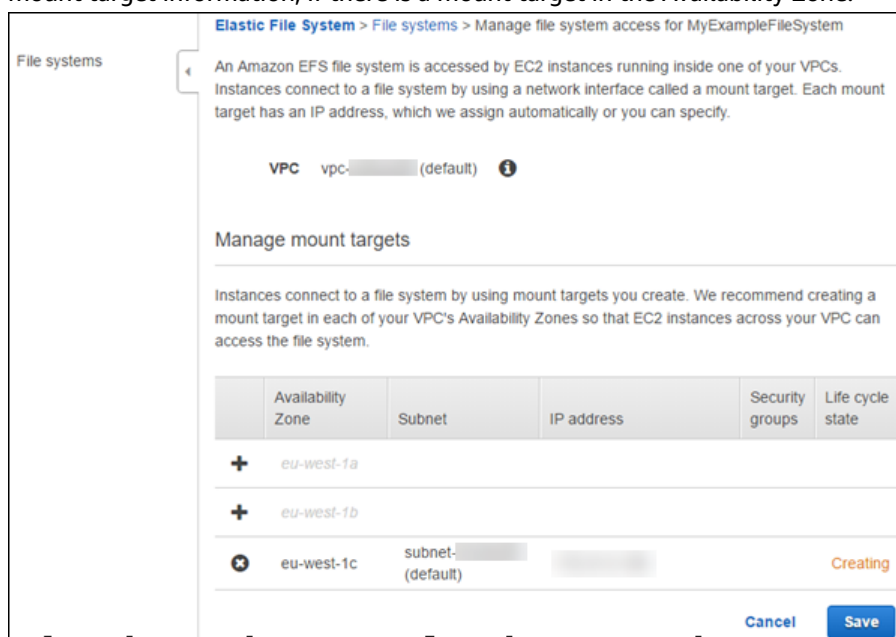 mount target information, if there is a mount target in the Availability Zone.
Elastic File System > File systems > Manage file system access for MyExampleFileSystem
File systems
An Amazon EFS file system is accessed by EC2 instances running inside one of your VPCs.
Instances connect to a file system by using a network interface called a mount target. Each mount
target has an IP address, which we assign automatically or you can specify.
VPC vpc- (default)
Manage mount targets
Instances connect to a file system by using mount targets you create. We recommend creating a
mount target in each of your VPC's Availability Zones so that EC2 instances across your VPC can
access the file system.
Availability Zone Subnet IP address Security groups Life cycle state
eu-west-1a
eu-west-1b
eu-west-1c subnet- (default) Creating
Cancel Save